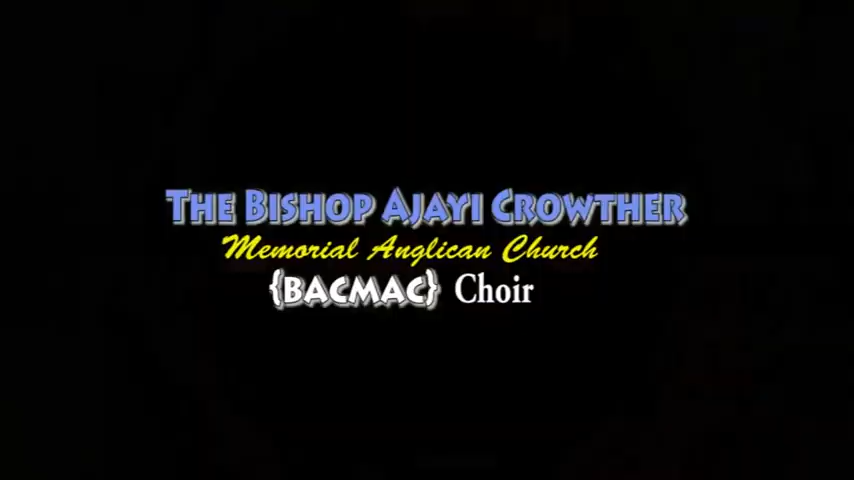 THE BISHOP AJAYI CROWTHER
Memorial Anglican Church
{BACMAC} Choir